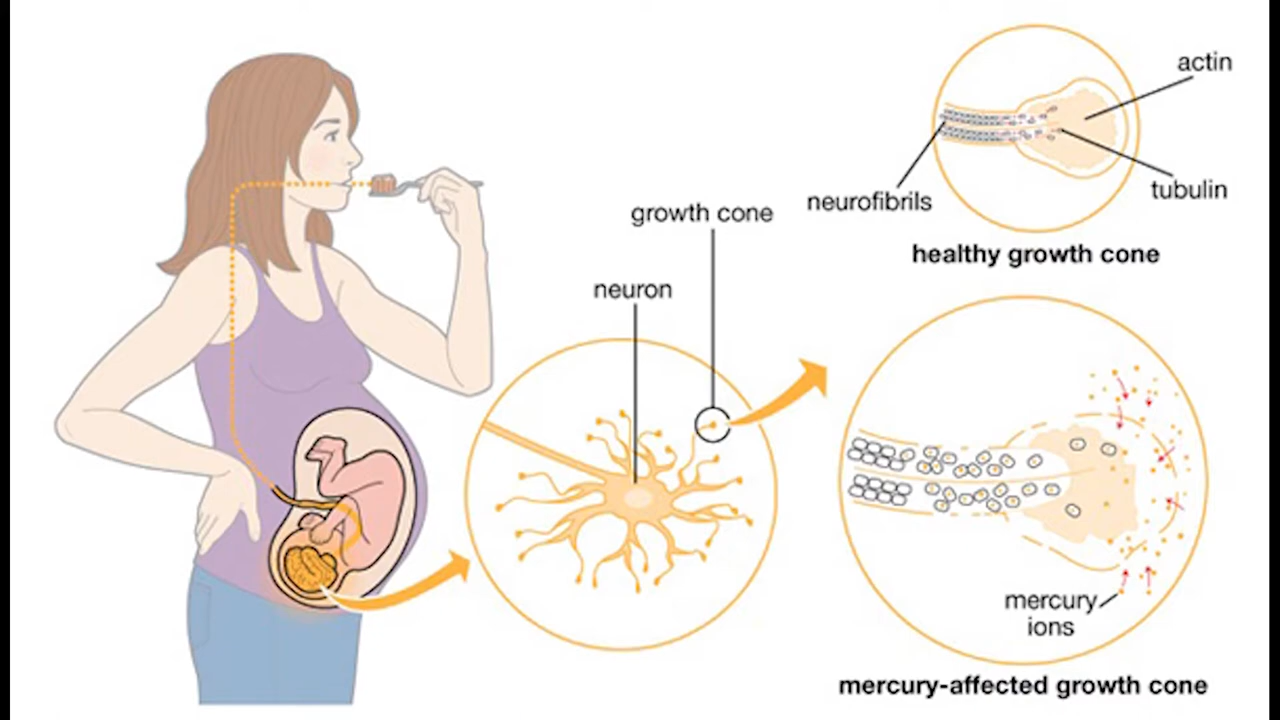 growth cone
neuron
actin
tubulin
neurofibrils
healthy growth cone
mercury
ions
mercury-affected growth cone